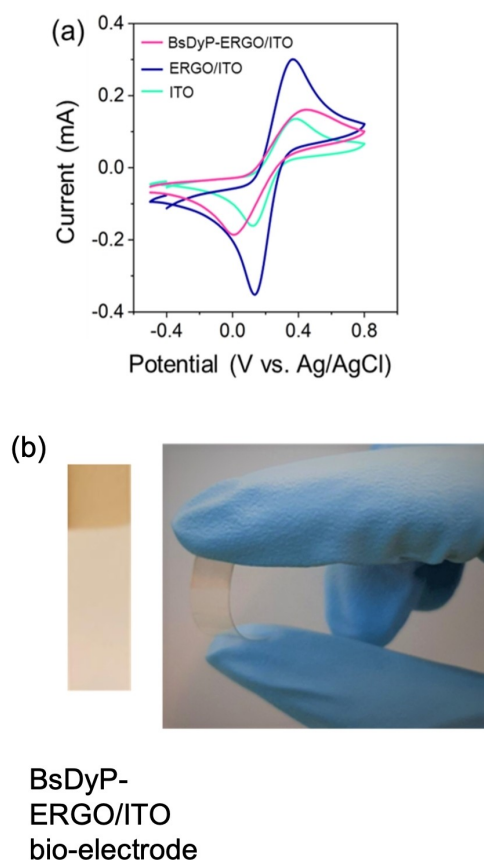 (a)
0.4
0.2
0.0
-0.2
-0.4
Current (mA)
BsDyP-ERGO/ITO
ERGO/ITO
ITO
-0.4 0.0 0.4 0.8
Potential (V vs. Ag/AgCl)
(b)
BsDyP-
ERGO/ITO
bio-electrode